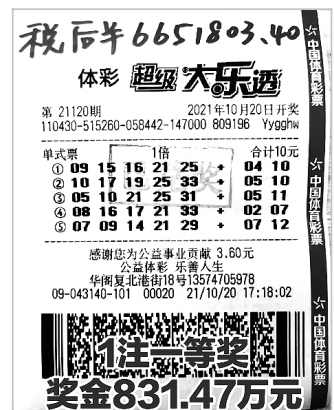 税后¥6651803.40
体彩 超级大乐透
第 21120期 2021年10月20日开奖
110430-515260-058442-147000 809196 Yygghw
单式票 1倍 合计10元
① 09 15 16 21 25 + 04 10
② 10 17 19 25 33 + 05 10
③ 05 10 21 25 31 + 05 11
④ 08 16 17 21 33 + 02 07
⑤ 07 09 14 21 29 + 07 12
感谢您为公益事业贡献 3.60元
公益体彩 乐善人生
华阁复北港街18号13574705978
09-043140-101 00020 21/10/20 17:18:02
1注一等奖
奖金831.47万元
中国体育彩票
中国体育彩票
中国体育彩票